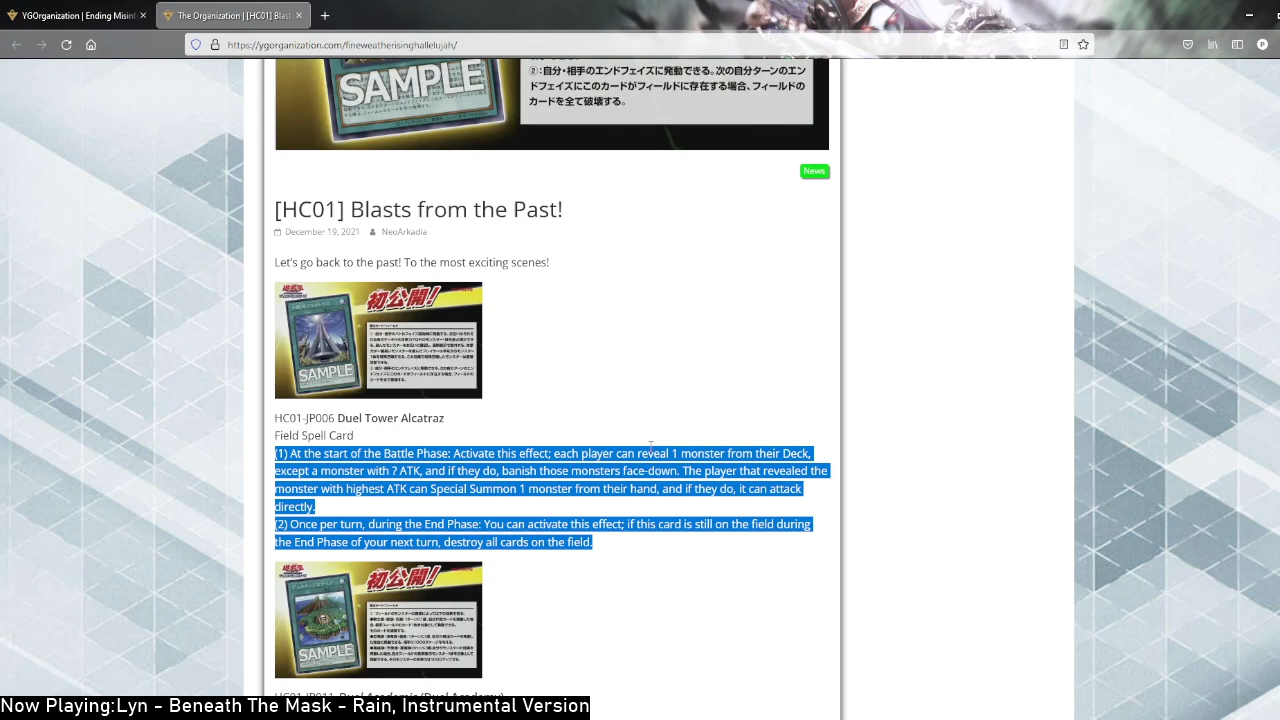 YGOrganization | Ending Misinf
The Organization | [HC01] Blasts
https://ygorganization.com/fineweatherisinghallelujah/
SAMPLE
②：自分・相手のエンドフェイズに発動できる。次の自分ターンのエン
ドフェイズにこのカードがフィールドに存在する場合、フィールドの
カードを全て破壊する。
News
[HC01] Blasts from the Past!
December 19, 2021 NeoArkadia
Let's go back to the past! To the most exciting scenes!
初公開!
SAMPLE
HC01-JP006 Duel Tower Alcatraz
Field Spell Card
(1) At the start of the Battle Phase: Activate this effect; each player can reveal 1 monster from their Deck,
except a monster with ? ATK, and if they do, banish those monsters face-down. The player that revealed the
monster with highest ATK can Special Summon 1 monster from their hand, and if they do, it can attack
directly.
(2) Once per turn, during the End Phase: You can activate this effect; if this card is still on the field during
the End Phase of your next turn, destroy all cards on the field.
初公開!
SAMPLE
HC01-JP011 Duel Academia (Duel Academy)
Now Playing:Lyn - Beneath The Mask - Rain, Instrumental Version